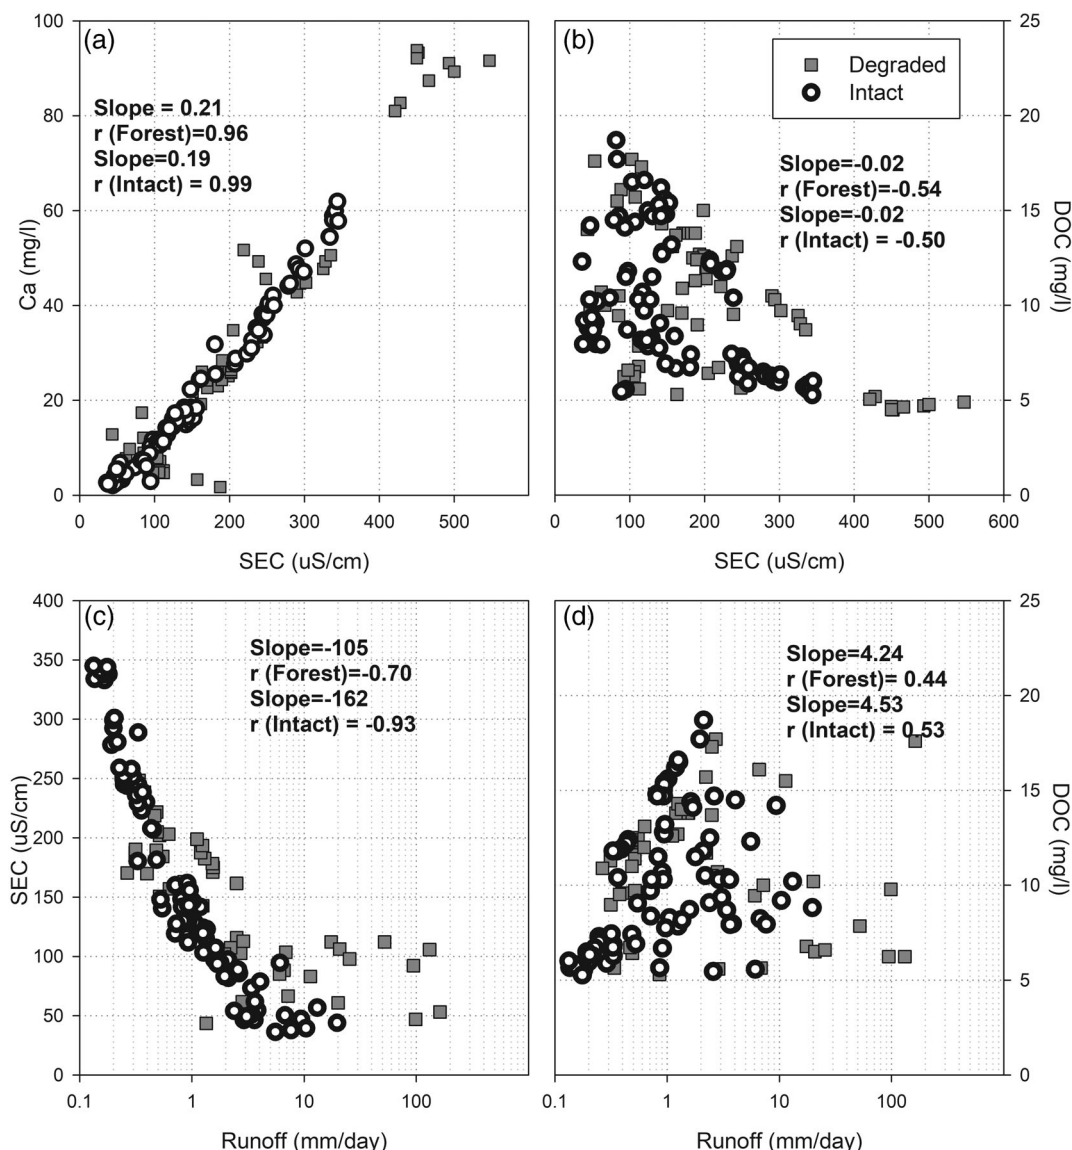 (a)
Slope = 0.21
r (Forest)=0.96
Slope=0.19
r (Intact) = 0.99
100
80
60
40
20
0
Ca (mg/l)
0 100 200 300 400 500
SEC (uS/cm)
(b)
Degraded
Intact
Slope=-0.02
r (Forest)=-0.54
Slope=-0.02
r (Intact) = -0.50
25
20
15
10
5
0
DOC (mg/l)
0 100 200 300 400 500 600
SEC (uS/cm)
(c)
Slope=-105
r (Forest)=-0.70
Slope=-162
r (Intact) = -0.93
400
350
300
250
200
150
100
50
0
SEC (uS/cm)
0.1 1 10 100
Runoff (mm/day)
(d)
Slope=4.24
r (Forest)= 0.44
Slope=4.53
r (Intact) = 0.53
25
20
15
10
5
0
DOC (mg/l)
0.1 1 10 100
Runoff (mm/day)